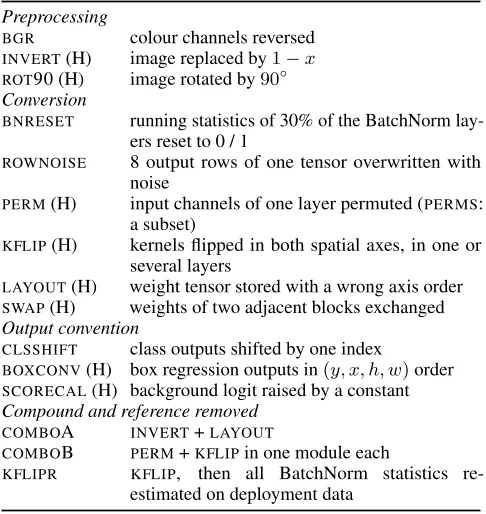 Preprocessing
BGR colour channels reversed
INVERT (H) image replaced by 1 − x
ROT90 (H) image rotated by 90°
Conversion
BNRESET running statistics of 30% of the BatchNorm lay-
ers reset to 0 / 1
ROWNOISE 8 output rows of one tensor overwritten with
noise
PERM (H) input channels of one layer permuted (PERMS:
a subset)
KFLIP (H) kernels flipped in both spatial axes, in one or
several layers
LAYOUT (H) weight tensor stored with a wrong axis order
SWAP (H) weights of two adjacent blocks exchanged
Output convention
CLSSHIFT class outputs shifted by one index
BOXCONV (H) box regression outputs in (y, x, h, w) order
SCORECAL (H) background logit raised by a constant
Compound and reference removed
COMBOA INVERT + LAYOUT
COMBOB PERM + KFLIP in one module each
KFLIPR KFLIP, then all BatchNorm statistics re-
estimated on deployment data